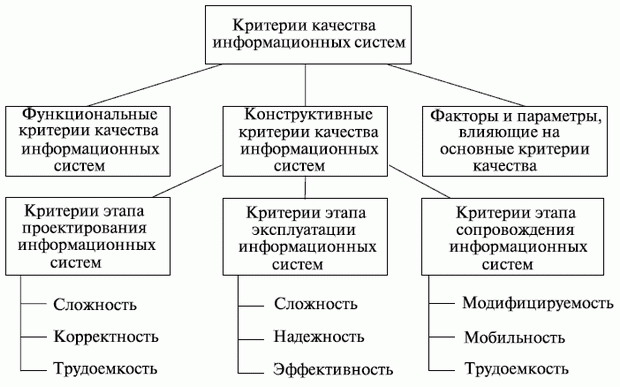 Критерии качества
информационных систем
Функциональные
критерии качества
информационных
систем
Конструктивные
критерии качества
информационных
систем
Факторы и параметры,
влияющие на
основные критерии
качества
Критерии этапа
проектирования
информационных
систем
Критерии этапа
эксплуатации
информационных
систем
Критерии этапа
сопровождения
информационных
систем
Сложность
Корректность
Трудоемкость
Сложность
Надежность
Эффективность
Модифицируемость
Мобильность
Трудоемкость